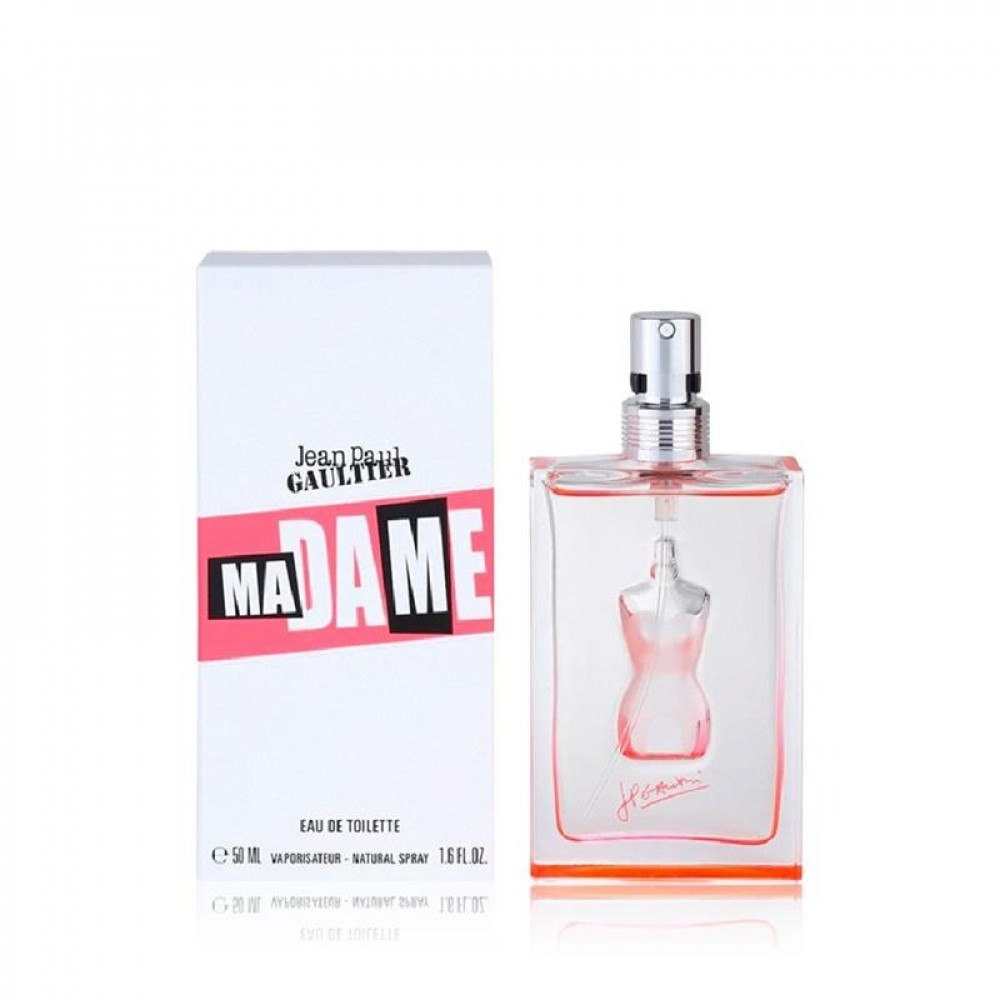 Jean Paul
GAULTIER
MADAME
EAU DE TOILETTE
℮ 50 ML VAPORISATEUR - NATURAL SPRAY 1.6 FL.OZ.